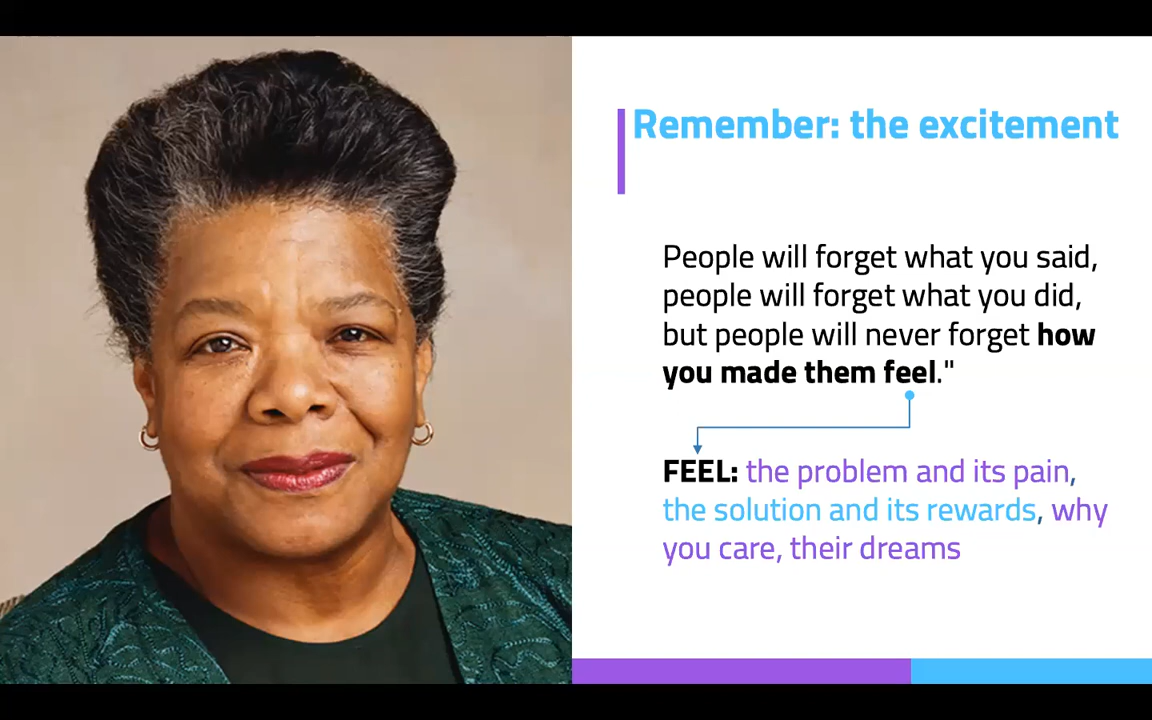 Remember: the excitement
People will forget what you said,
people will forget what you did,
but people will never forget how
you made them feel."
FEEL: the problem and its pain,
the solution and its rewards, why
you care, their dreams